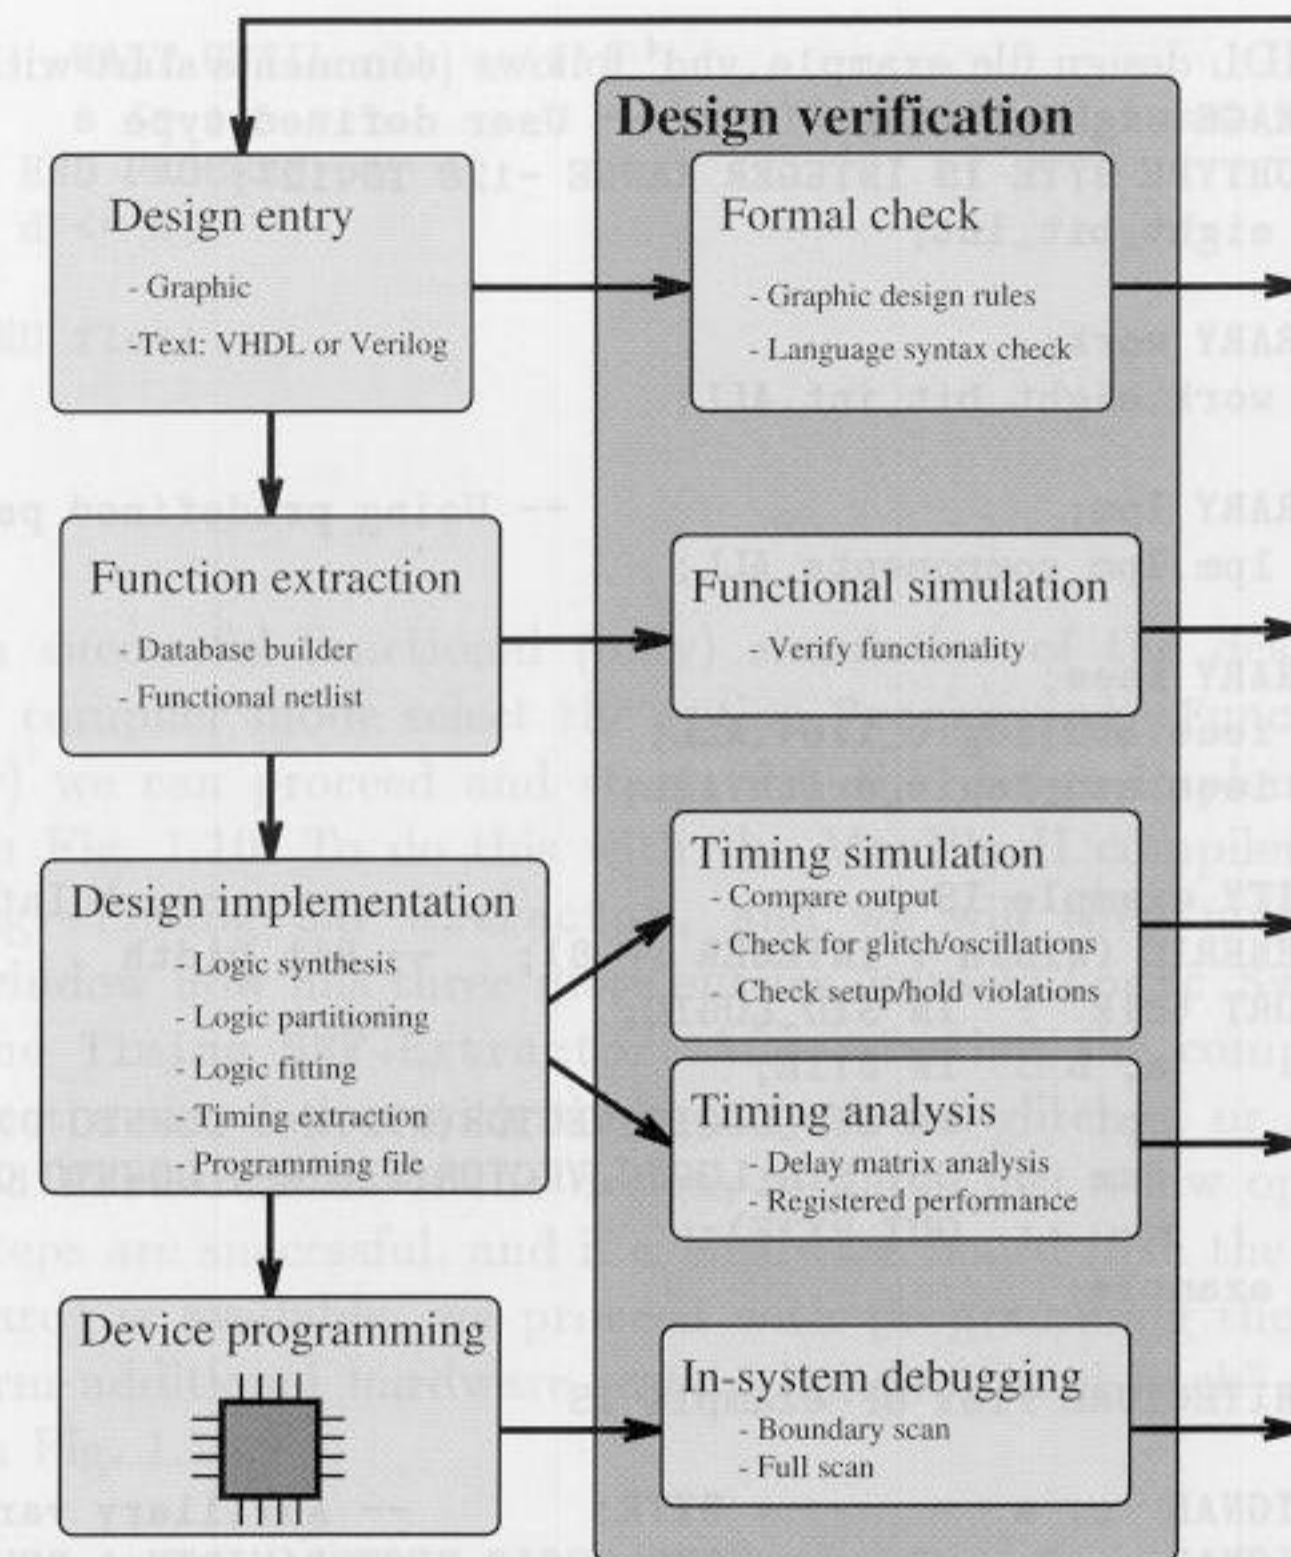 Design verification
Design entry
- Graphic
-Text: VHDL or Verilog
Formal check
- Graphic design rules
- Language syntax check
Function extraction
- Database builder
- Functional netlist
Functional simulation
- Verify functionality
Design implementation
- Logic synthesis
- Logic partitioning
- Logic fitting
- Timing extraction
- Programming file
Timing simulation
- Compare output
- Check for glitch/oscillations
- Check setup/hold violations
Timing analysis
- Delay matrix analysis
- Registered performance
Device programming
In-system debugging
- Boundary scan
- Full scan